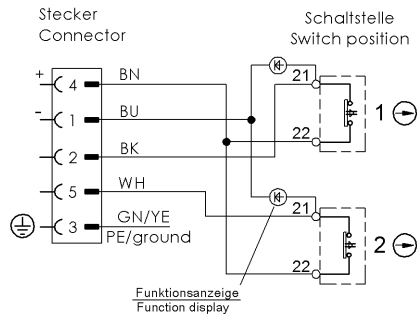 Stecker
Connector
Schaltstelle
Switch position
+
4
BN
21
-
1
BU
1
22
2
BK
5
WH
21
3
GN/YE
PE/ground
2
22
Funktionsanzeige
Function display